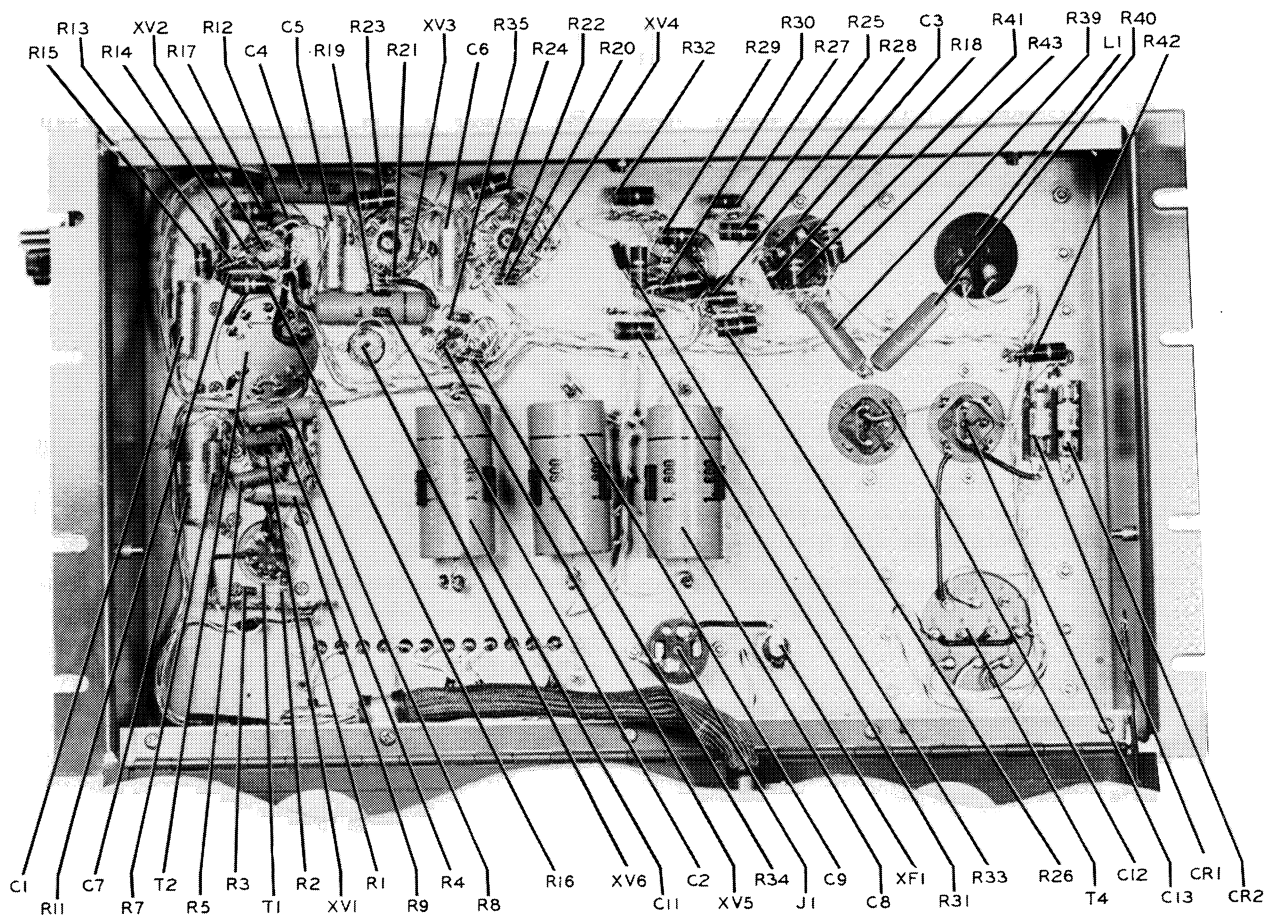 R13 XV2 R12 C5 R23 XV3 R35 R22 XV4 R30 R25 C3 R41 R39 R40
R15 R14 R17 C4 R19 R21 C6 R24 R20 R32 R29 R27 R28 R18 R43 L1 R42
C1 C7 T2 R3 R2 R1 R4 R16 XV6 C2 R34 C9 XF1 R33 R26 C12 CR1
R11 R7 R5 T1 XV1 R9 R8 C11 XV5 J1 C8 R31 T4 C13 CR2